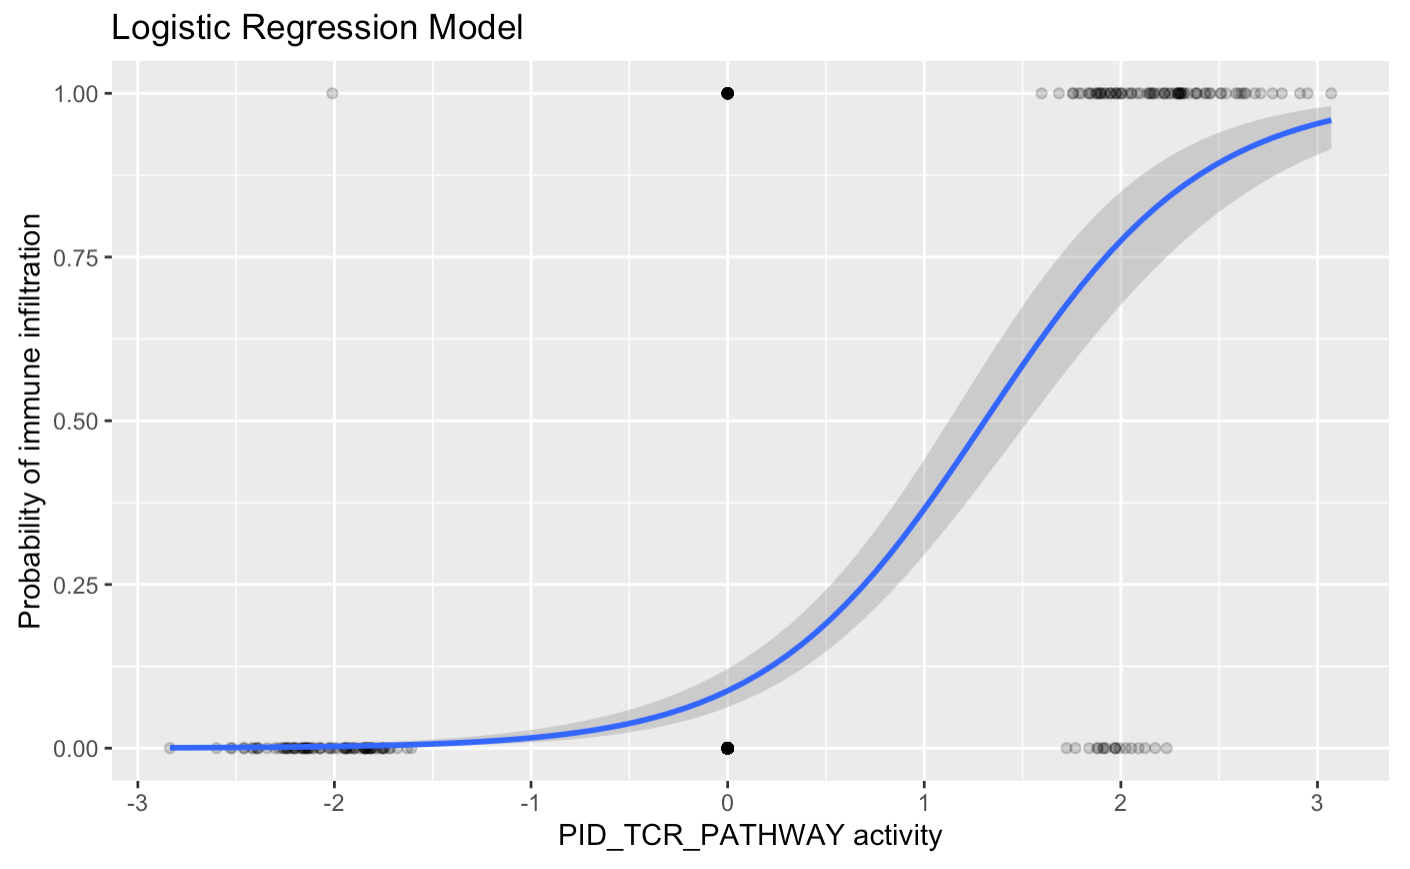 Logistic Regression Model
Probability of immune infiltration
1.00
0.75
0.50
0.25
0.00
-3 -2 -1 0 1 2 3
PID_TCR_PATHWAY activity